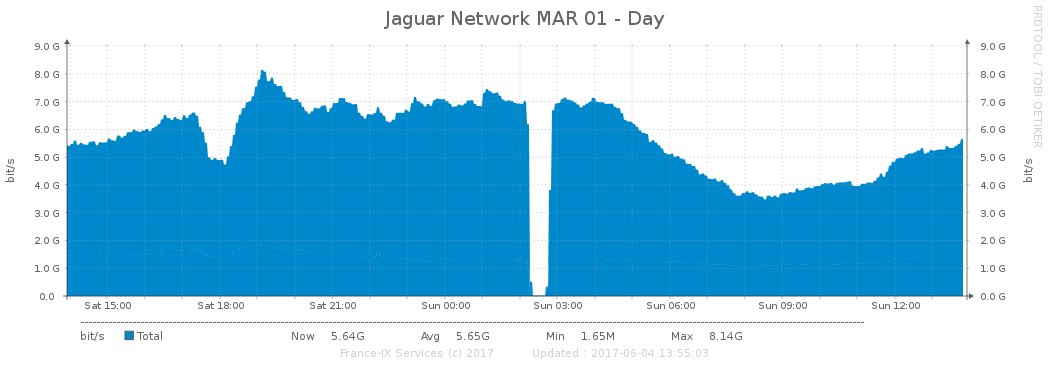 Jaguar Network MAR 01 - Day
RRDTOOL / TOBI OETIKER
9.0 G 9.0 G
8.0 G 8.0 G
7.0 G 7.0 G
6.0 G 6.0 G
5.0 G 5.0 G
4.0 G 4.0 G
3.0 G 3.0 G
2.0 G 2.0 G
1.0 G 1.0 G
0.0 0.0 G
bit/s
bit/s
Sat 15:00 Sat 18:00 Sat 21:00 Sun 00:00 Sun 03:00 Sun 06:00 Sun 09:00 Sun 12:00
bit/s Total Now 5.64G Avg 5.65G Min 1.65M Max 8.14G
France-IX Services (c) 2017 Updated : 2017-06-04 13:55:03